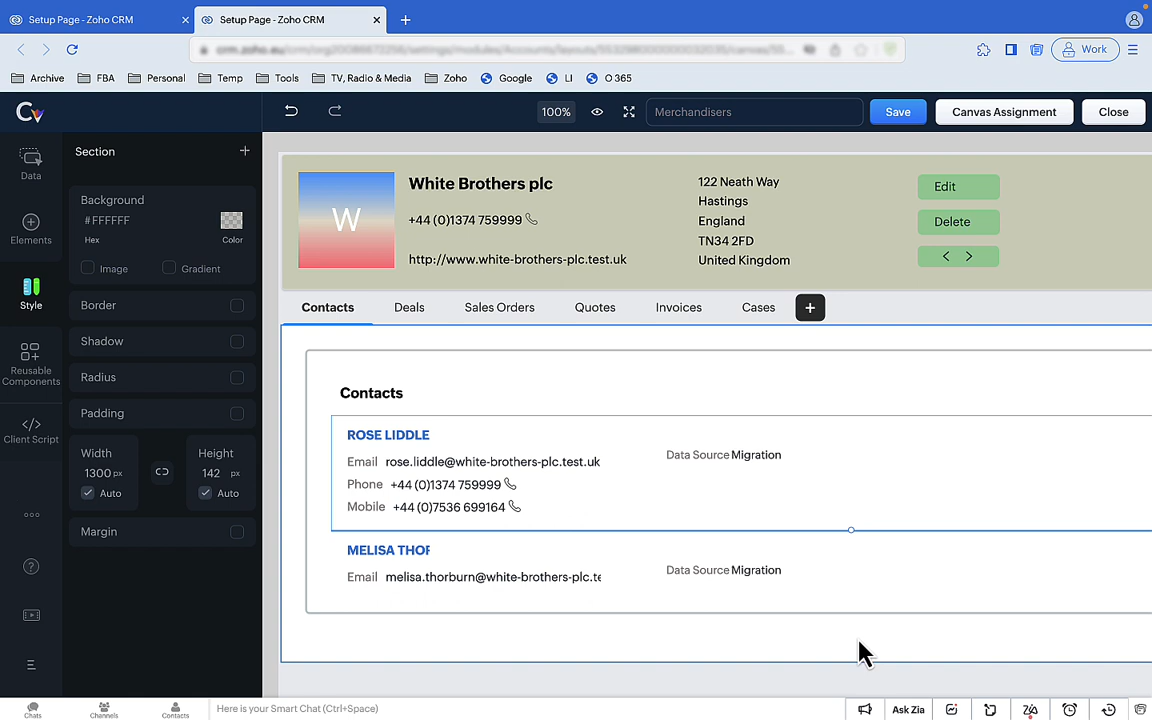 Setup Page - Zoho CRM
Setup Page - Zoho CRM
Work
Archive FBA Personal Temp Tools TV, Radio & Media Zoho Google LI O 365
100% Merchandisers Save Canvas Assignment Close
Data
Elements
Style
Reusable
Components
Client Script
Section
Background
#FFFFFF
Hex Color
Image Gradient
Border
Shadow
Radius
Padding
Width Height
1300 px 142 px
Auto Auto
Margin
W
White Brothers plc
+44 (0)1374 759999
http://www.white-brothers-plc.test.uk
122 Neath Way
Hastings
England
TN34 2FD
United Kingdom
Edit
Delete
< >
Contacts Deals Sales Orders Quotes Invoices Cases +
Contacts
ROSE LIDDLE
Email rose.liddle@white-brothers-plc.test.uk
Phone +44 (0)1374 759999
Mobile +44 (0)7536 699164
Data Source Migration
MELISA THOF
Email melisa.thorburn@white-brothers-plc.te
Data Source Migration
Chats Channels Contacts Here is your Smart Chat (Ctrl+Space) Ask Zia